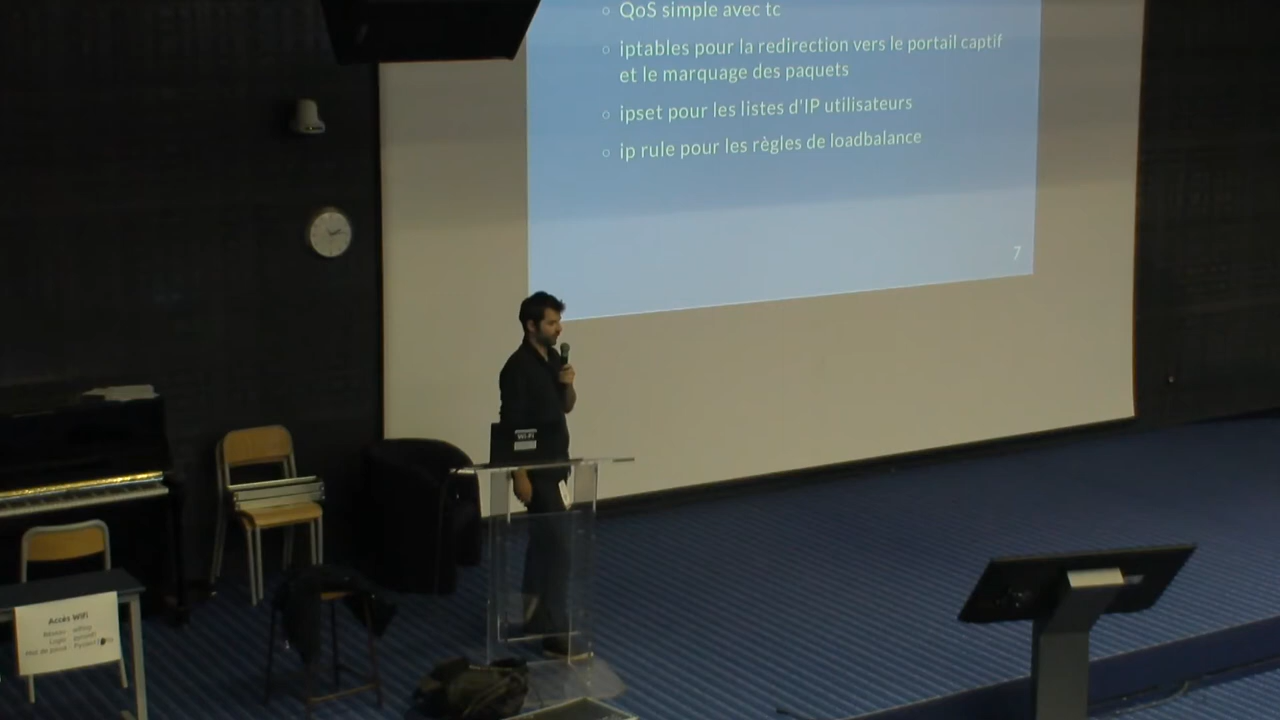 QoS simple avec tc
iptables pour la redirection vers le portail captif
et le marquage des paquets
ipset pour les listes d'IP utilisateurs
ip rule pour les règles de loadbalance
7
Accès WiFi